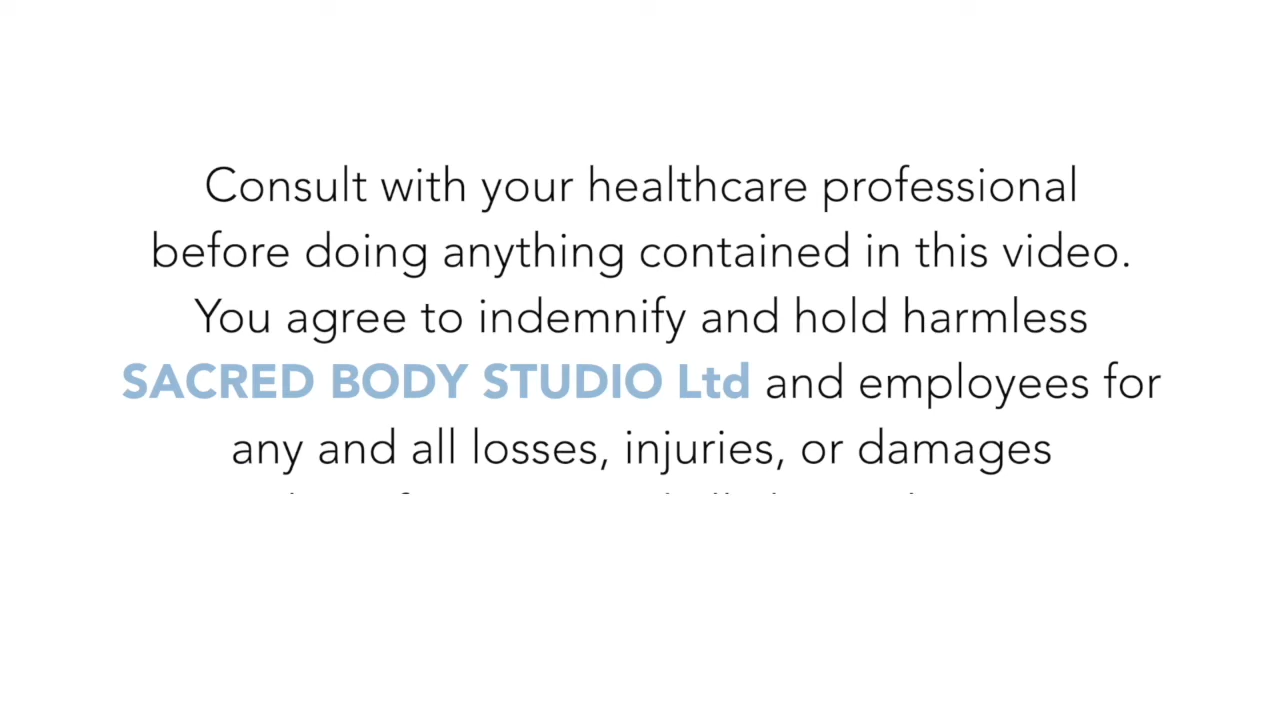 Consult with your healthcare professional
before doing anything contained in this video.
You agree to indemnify and hold harmless
SACRED BODY STUDIO Ltd and employees for
any and all losses, injuries, or damages